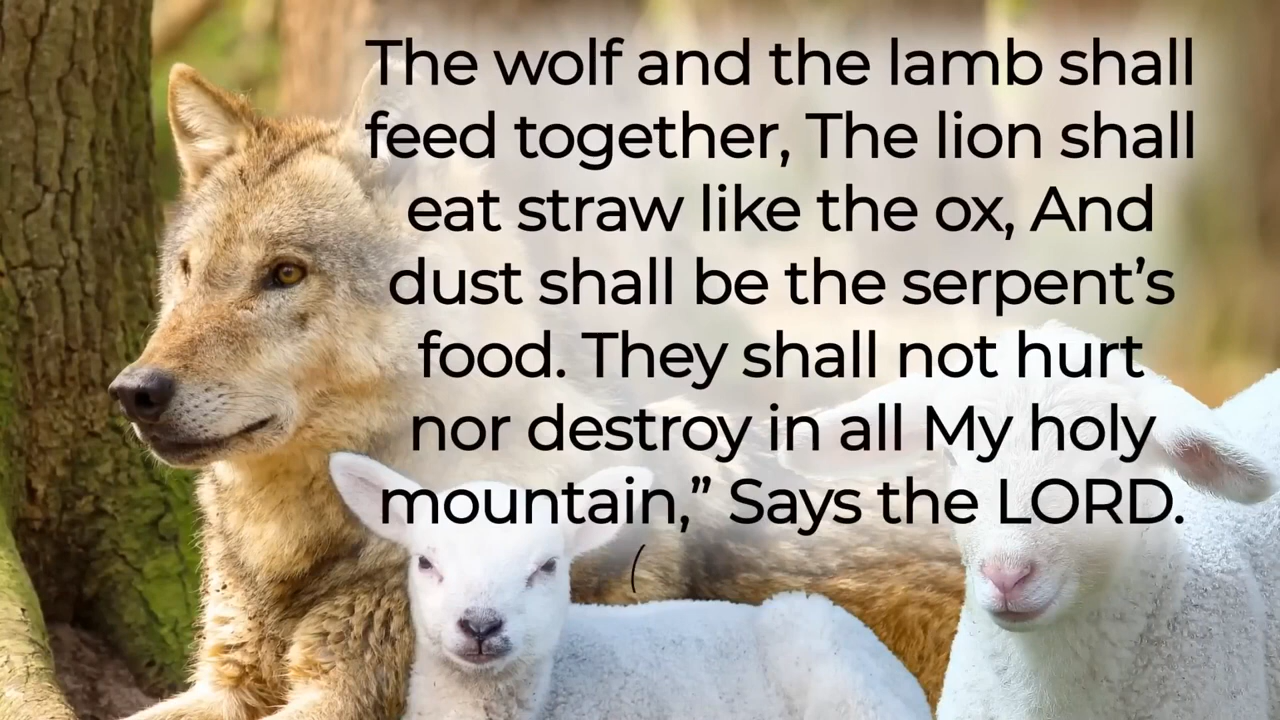 The wolf and the lamb shall
feed together, The lion shall
eat straw like the ox, And
dust shall be the serpent’s
food. They shall not hurt
nor destroy in all My holy
mountain,” Says the LORD.
(